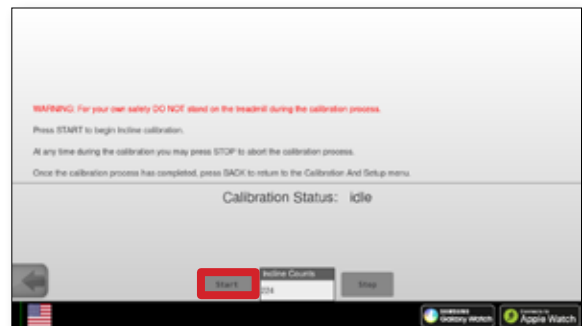 WARNING: For your own safety DO NOT stand on the treadmill during the calibration process.
Press START to begin Incline calibration.
At any time during the calibration you may press STOP to abort the calibration process.
Once the calibration process has completed, press BACK to return to the Calibration And Setup menu.
Calibration Status: idle
Incline Counts
Start
224
Stop
SAMSUNG
Galaxy Watch
Apple Watch